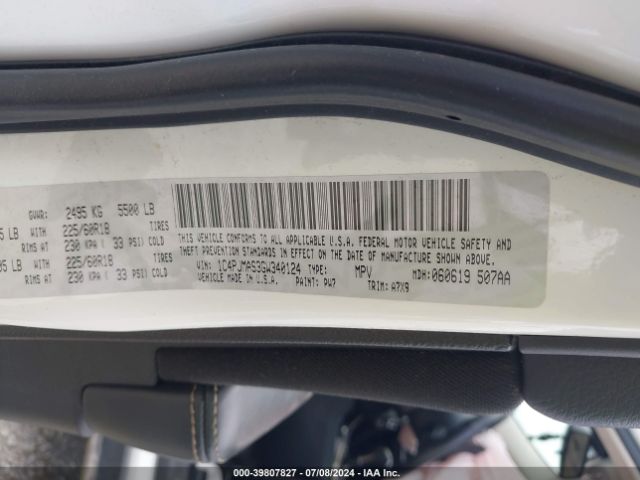 GVWR: 2495 KG 5500 LB
5 LB WITH 225/60R18 TIRES
RIMS AT 230 KPA ( 33 PSI) COLD
05 LB WITH 225/60R18 TIRES
RIMS AT 230 KPA ( 33 PSI) COLD
THIS VEHICLE CONFORMS TO ALL APPLICABLE U.S.A. FEDERAL MOTOR VEHICLE SAFETY AND
THEFT PREVENTION STANDARDS IN EFFECT ON THE DATE OF MANUFACTURE SHOWN ABOVE.
VIN: TYPE: MPV MDH: 060619 507AA
VEHICLE MADE IN U.S.A. PAINT: PW7 TRIM: A7X9
000-39807827 - 07/08/2024 - IAA Inc.